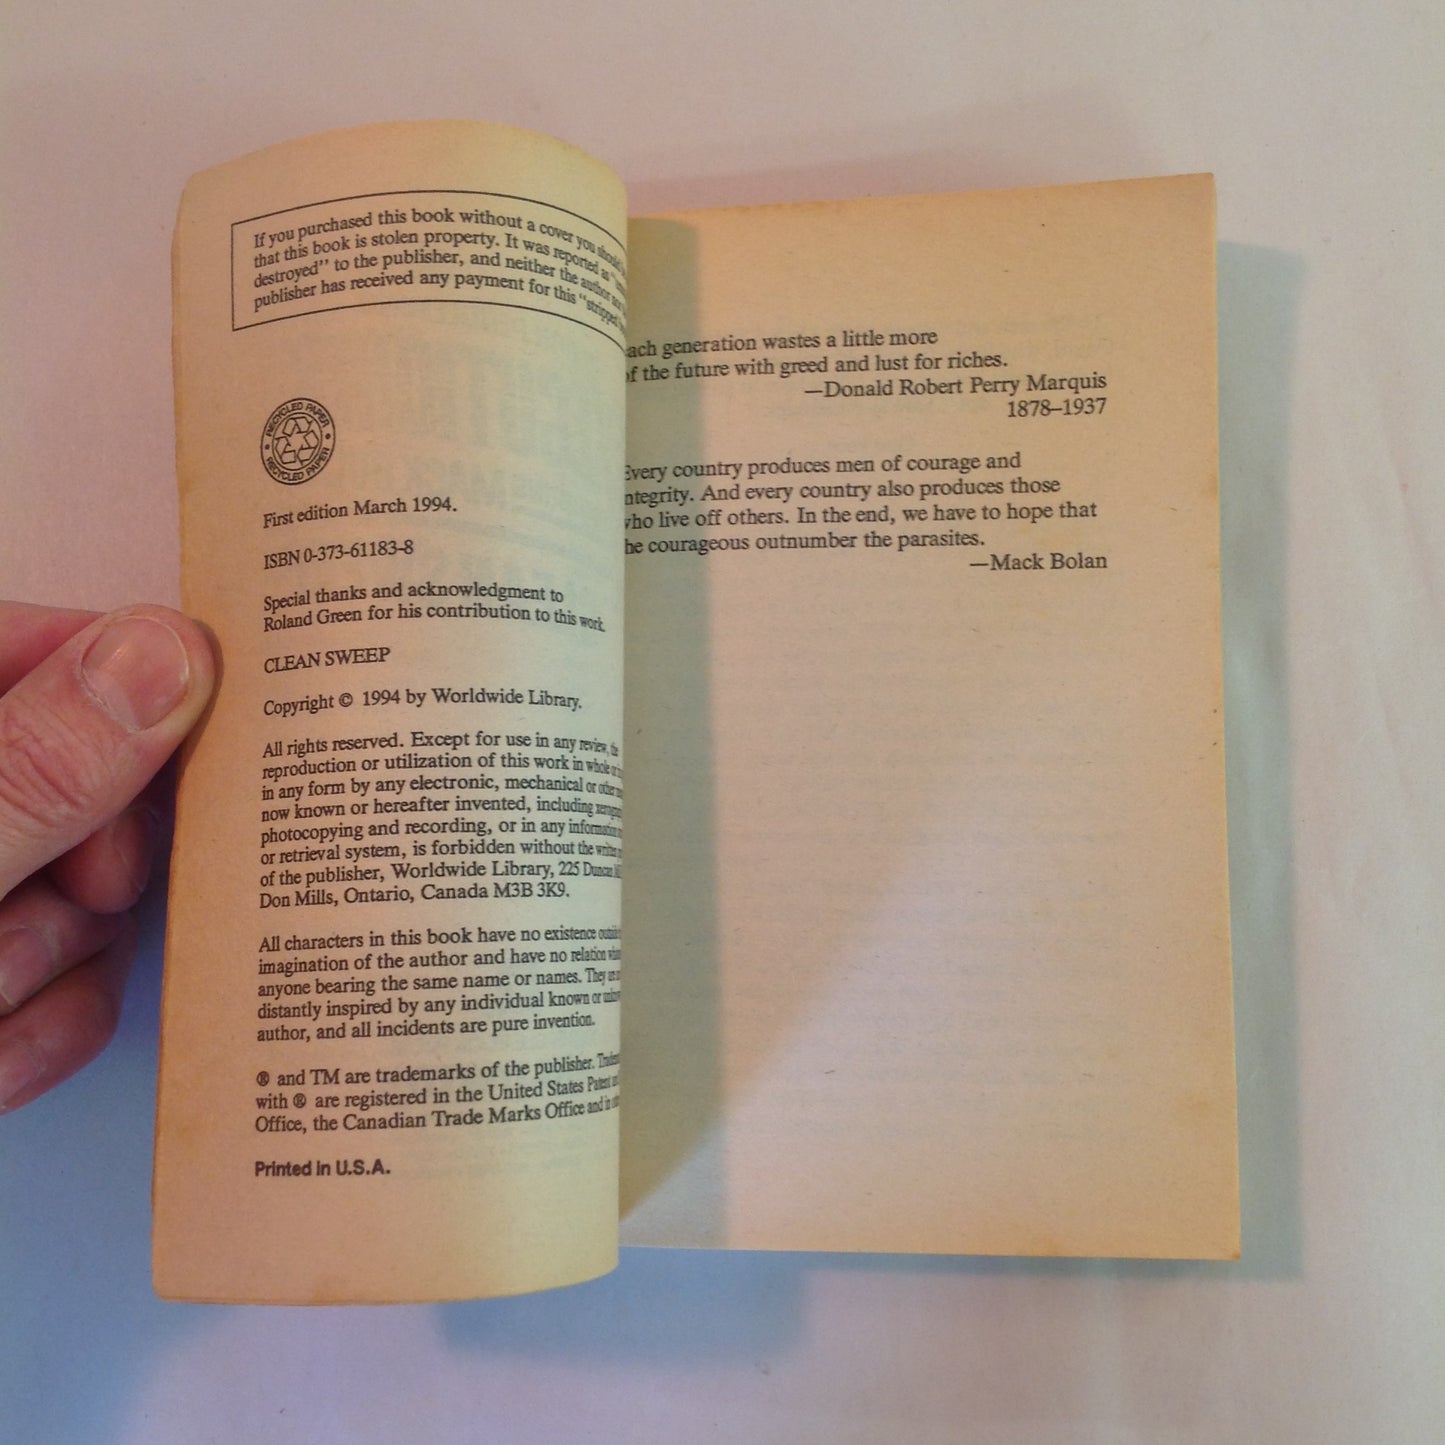 If you purchased this book without a cover you should
that this book is stolen property. It was reported as
destroyed" to the publisher, and neither the author nor
publisher has received any payment for this "stripped
RECYCLED PAPER
RECYCLED PAPER
First edition March 1994.
ISBN 0-373-61183-8
Special thanks and acknowledgment to
Roland Green for his contribution to this work.
CLEAN SWEEP
Copyright © 1994 by Worldwide Library.
All rights reserved. Except for use in any review, the
reproduction or utilization of this work in whole or in
in any form by any electronic, mechanical or other
now known or hereafter invented, including
photocopying and recording, or in any information
or retrieval system, is forbidden without the written
of the publisher, Worldwide Library, 225 Duncan
Don Mills, Ontario, Canada M3B 3K9.
All characters in this book have no existence outside
imagination of the author and have no relation
anyone bearing the same name or names. They
distantly inspired by any individual known or
author, and all incidents are pure invention.
® and TM are trademarks of the publisher.
with ® are registered in the United States Patent
Office, the Canadian Trade Marks Office and in
Printed in U.S.A.
ach generation wastes a little more
of the future with greed and lust for riches.
—Donald Robert Perry Marquis
1878–1937
Every country produces men of courage and
ntegrity. And every country also produces those
who live off others. In the end, we have to hope that
he courageous outnumber the parasites.
—Mack Bolan